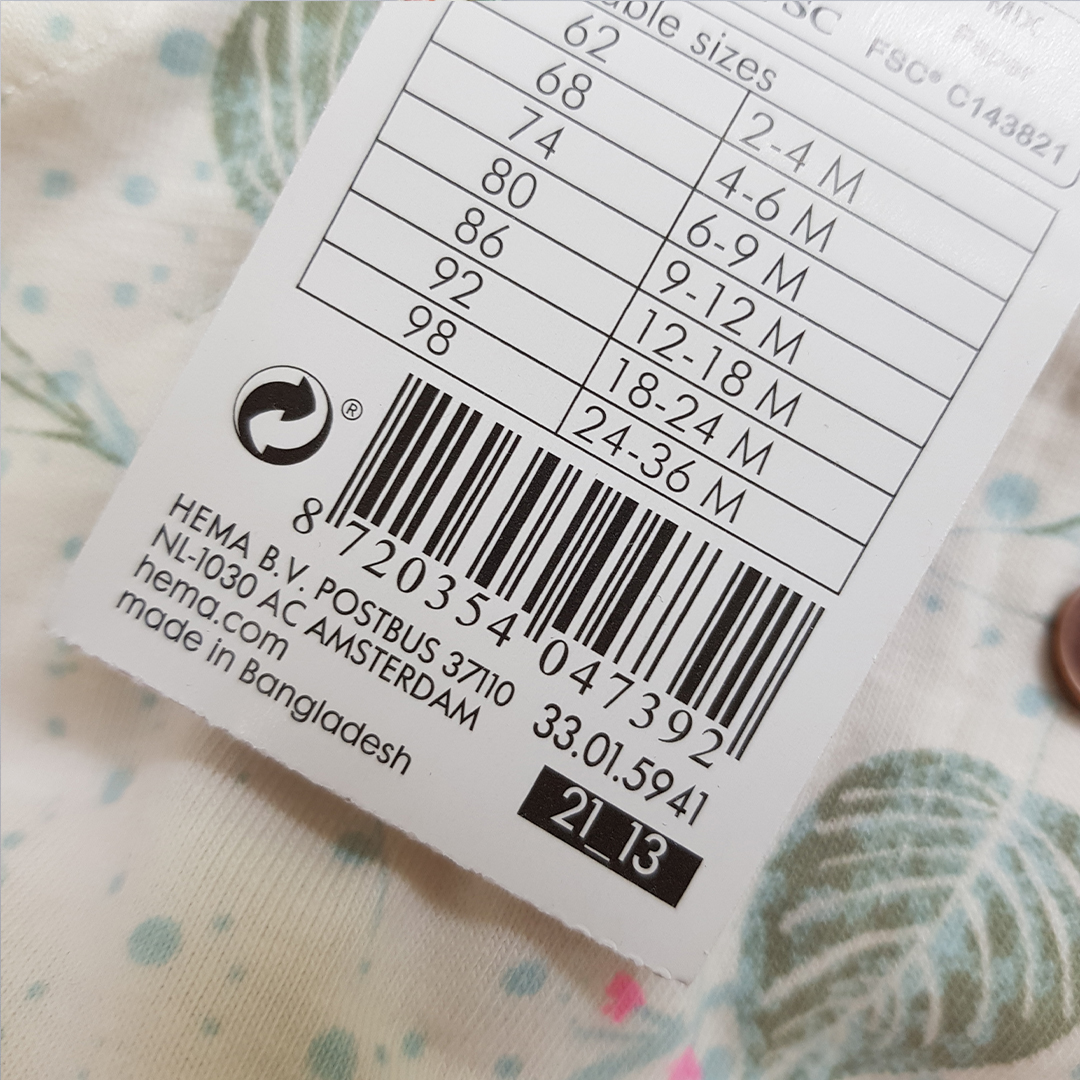 able sizes
SC
MIX
Paper
FSC® C143821
62 2-4 M
68 4-6 M
74 6-9 M
80 9-12 M
86 12-18 M
92 18-24 M
98 24-36 M
®
8 720354 047392
HEMA B.V. POSTBUS 37110
NL-1030 AC AMSTERDAM
hema.com
made in Bangladesh
33.01.5941
21_13